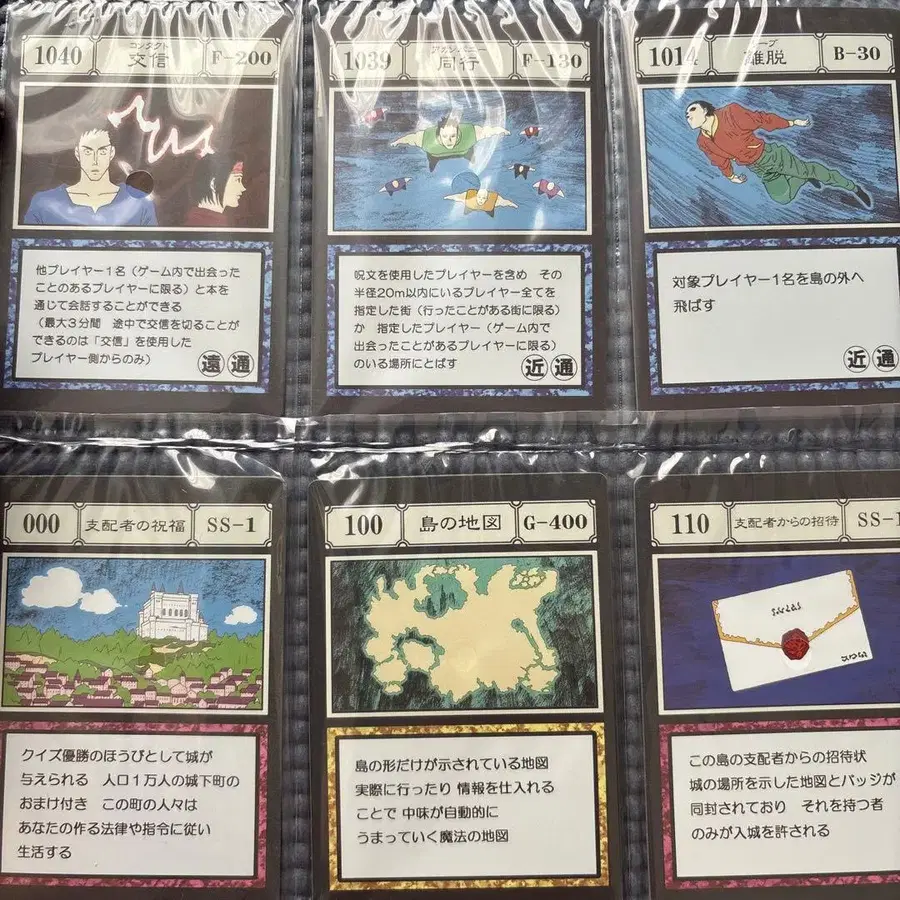 コンタクト
1040 交信 F-200
他プレイヤー1名(ゲーム内で出会った
ことのあるプレイヤーに限る)と本を
通じて会話することができる
(最大3分間 途中で交信を切ることが
できるのは「交信」を使用した
プレイヤー側からのみ)
遠 通
アカンパニー
1039 同行 F-130
呪文を使用したプレイヤーを含め その
半径20m以内にいるプレイヤー全てを
指定した街(行ったことがある街に限る)
か 指定したプレイヤー(ゲーム内で
出会ったあるプレイヤーに限る)
のいる場所にとばす
近 通
ーブ
1014 離脱 B-30
対象プレイヤー1名を島の外へ
飛ばす
近 通
000 支配者の祝福 SS-1
クイズ優勝のほうびとして城が
与えられる 人口1万人の城下町の
おまけ付き この町の人々は
あなたの作る法律や指令に従い
生活する
100 島の地図 G-400
島の形だけが示されている地図
実際に行ったり 情報を仕入れる
ことで 中味が自動的に
うまっていく魔法の地図
110 支配者からの招待 SS-1
この島の支配者からの招待状
城の場所を示した地図とバッジが
同封されており それを持つ者
のみが入城を許される